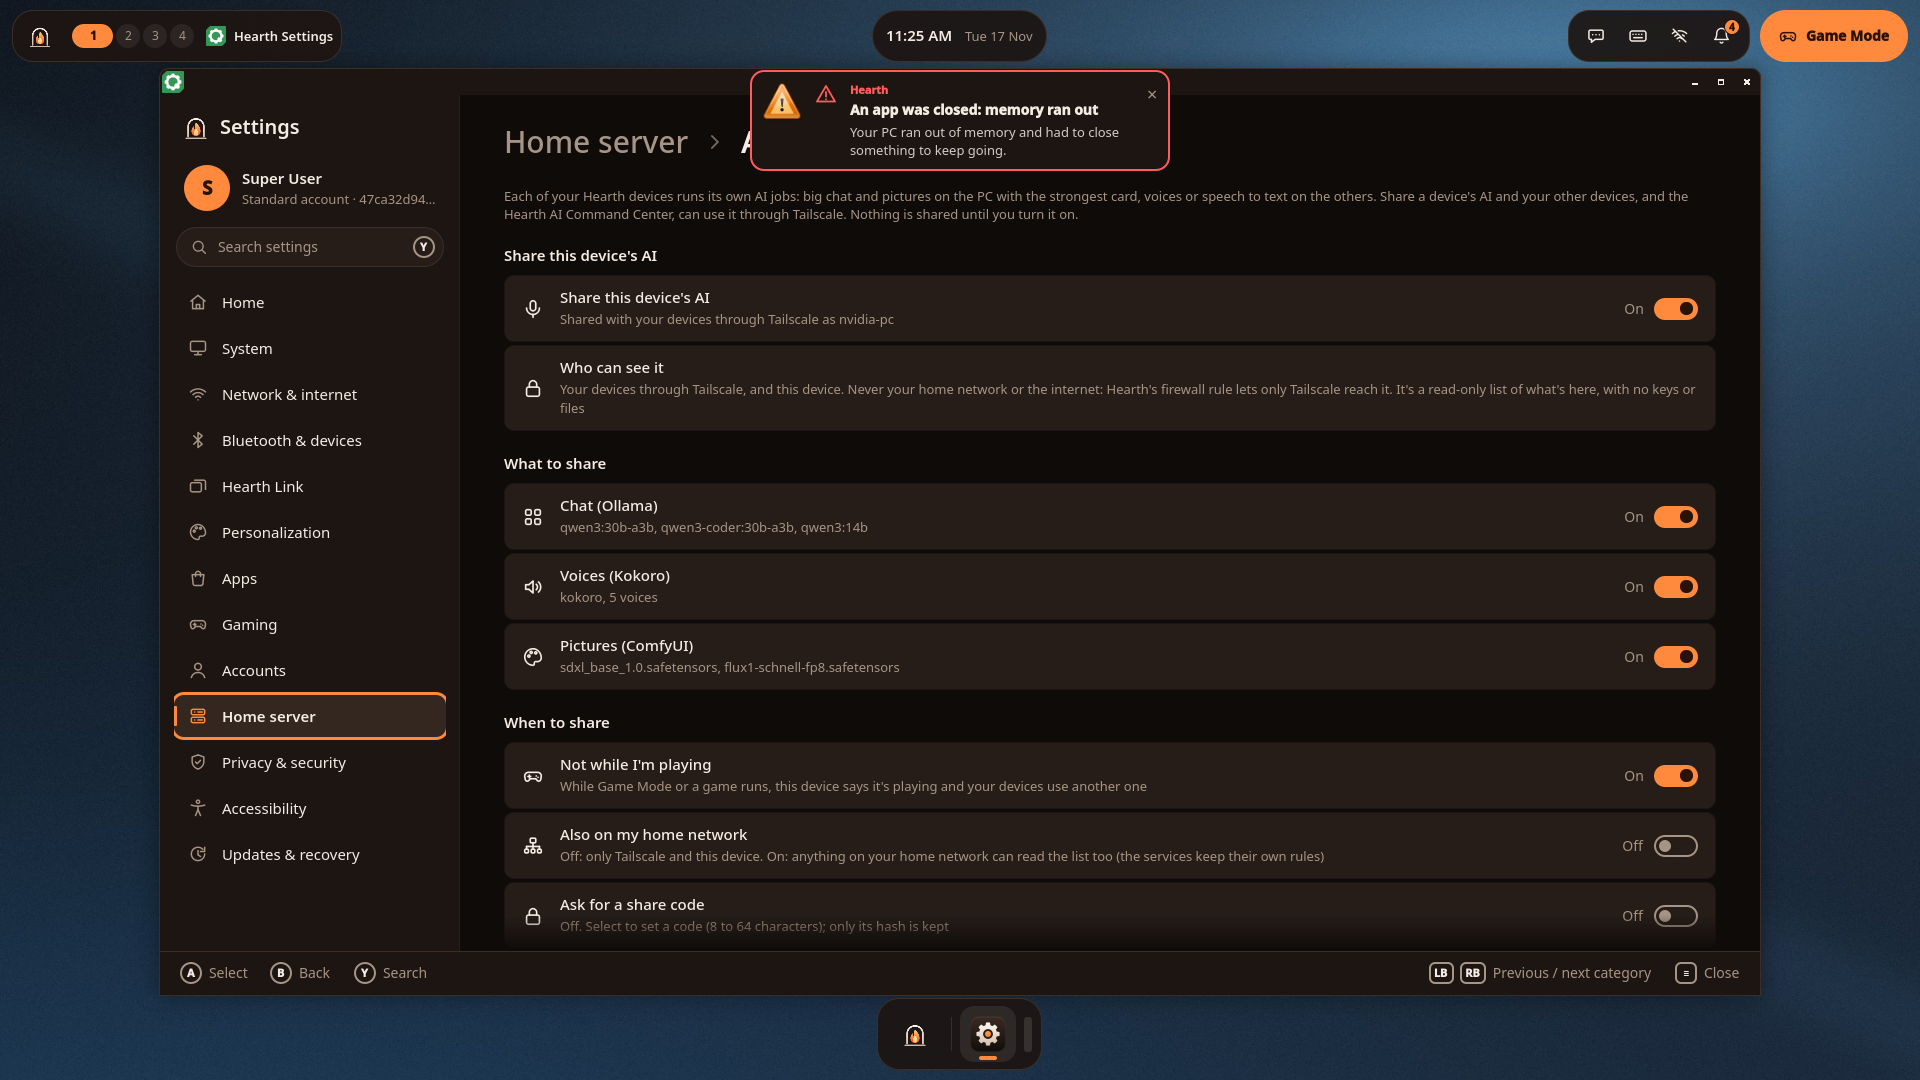 1 2 3 4 Hearth Settings
11:25 AM Tue 17 Nov
4
Game Mode
Hearth
An app was closed: memory ran out
Your PC ran out of memory and had to close
something to keep going.
Settings
Super User
Standard account · 47ca32d94...
Search settings Y
Home
System
Network & internet
Bluetooth & devices
Hearth Link
Personalization
Apps
Gaming
Accounts
Home server
Privacy & security
Accessibility
Updates & recovery
Home server
Each of your Hearth devices runs its own AI jobs: big chat and pictures on the PC with the strongest card, voices or speech to text on the others. Share a device's AI and your other devices, and the
Hearth AI Command Center, can use it through Tailscale. Nothing is shared until you turn it on.
Share this device's AI
Share this device's AI
Shared with your devices through Tailscale as nvidia-pc
On
Who can see it
Your devices through Tailscale, and this device. Never your home network or the internet: Hearth's firewall rule lets only Tailscale reach it. It's a read-only list of what's here, with no keys or
files
What to share
Chat (Ollama)
qwen3:30b-a3b, qwen3-coder:30b-a3b, qwen3:14b
On
Voices (Kokoro)
kokoro, 5 voices
On
Pictures (ComfyUI)
sdxl_base_1.0.safetensors, flux1-schnell-fp8.safetensors
On
When to share
Not while I'm playing
While Game Mode or a game runs, this device says it's playing and your devices use another one
On
Also on my home network
Off: only Tailscale and this device. On: anything on your home network can read the list too (the services keep their own rules)
Off
Ask for a share code
Off. Select to set a code (8 to 64 characters); only its hash is kept
Off
A Select B Back Y Search
LB RB Previous / next category Close